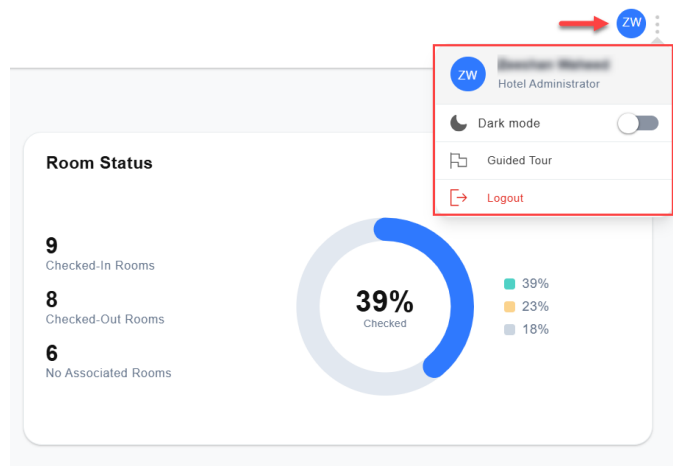 ZW
ZW
Hotel Administrator
Dark mode
Guided Tour
Logout
Room Status
9
Checked-In Rooms
8
Checked-Out Rooms
6
No Associated Rooms
39%
Checked
39%
23%
18%